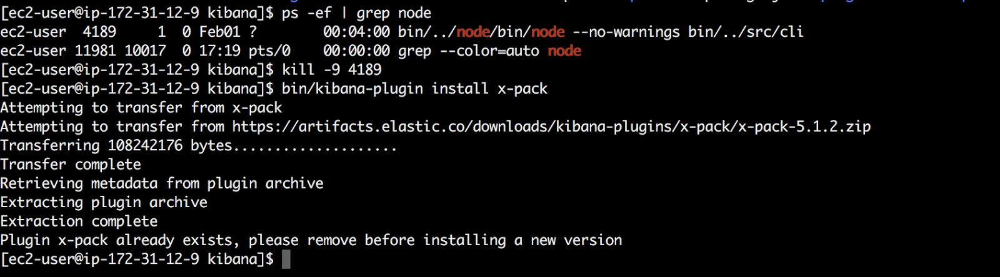 [ec2-user@ip-172-31-12-9 kibana]$ ps -ef | grep node
ec2-user  4189     1  0 Feb01 ?        00:04:00 bin/../node/bin/node --no-warnings bin/../src/cli
ec2-user 11981 10017  0 17:19 pts/0    00:00:00 grep --color=auto node
[ec2-user@ip-172-31-12-9 kibana]$ kill -9 4189
[ec2-user@ip-172-31-12-9 kibana]$ bin/kibana-plugin install x-pack
Attempting to transfer from x-pack
Attempting to transfer from https://artifacts.elastic.co/downloads/kibana-plugins/x-pack/x-pack-5.1.2.zip
Transferring 108242176 bytes....................
Transfer complete
Retrieving metadata from plugin archive
Extracting plugin archive
Extraction complete
Plugin x-pack already exists, please remove before installing a new version
[ec2-user@ip-172-31-12-9 kibana]$